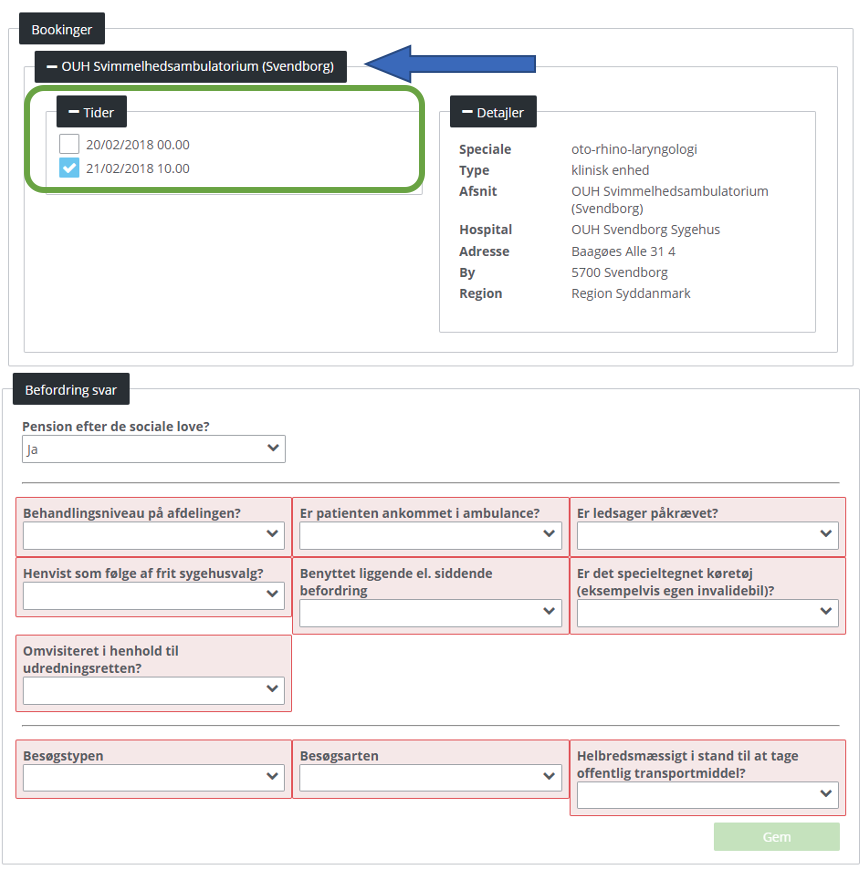 Bookinger
OUH Svimmelhedsambulatorium (Svendborg)
Tider
20/02/2018 00.00
21/02/2018 10.00
Detaljer
Speciale oto-rhino-laryngologi
Type klinisk enhed
Afsnit OUH Svimmelhedsambulatorium
(Svendborg)
Hospital OUH Svendborg Sygehus
Adresse Baagøes Alle 31 4
By 5700 Svendborg
Region Region Syddanmark
Befordring svar
Pension efter de sociale love?
Ja
Behandlingsniveau på afdelingen?
Er patienten ankommet i ambulance?
Er ledsager påkrævet?
Henvist som følge af frit sygehusvalg?
Benyttet liggende el. siddende
befordring
Er det specieltegnet køretøj
(eksempelvis egen invalidebil)?
Omvisiteret i henhold til
udredningsretten?
Besøgstypen
Besøgsarten
Helbredsmæssigt i stand til at tage
offentlig transportmiddel?
Gem